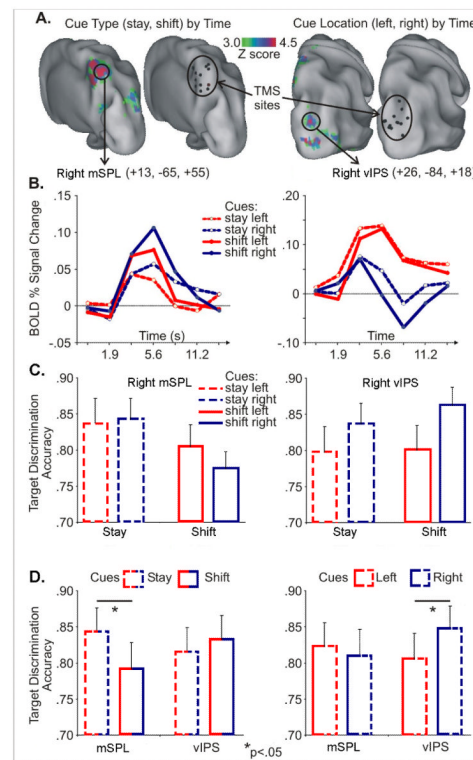 A.
Cue Type (stay, shift) by Time
Cue Location (left, right) by Time
3.0 4.5
Z score
TMS
sites
Right mSPL (+13, -65, +55)
Right vIPS (+26, -84, +18)
B.
BOLD % Signal Change
.15
.10
.05
0
-.05
1.9 5.6 11.2
Time (s)
Cues:
stay left
stay right
shift left
shift right
.20
.10
0
-.10
1.9 5.6 11.2
Time
C.
Target Discrimination
Accuracy
.90
.85
.80
.75
.70
Right mSPL
Cues:
stay left
stay right
shift left
shift right
Stay Shift
.90
.85
.80
.75
.70
Right vIPS
Stay Shift
D.
Target Discrimination
Accuracy
Cues Stay Shift
.90
.85
.80
.75
.70
*
mSPL vIPS
*p<.05
Cues Left Right
.90
.85
.80
.75
.70
*
mSPL vIPS